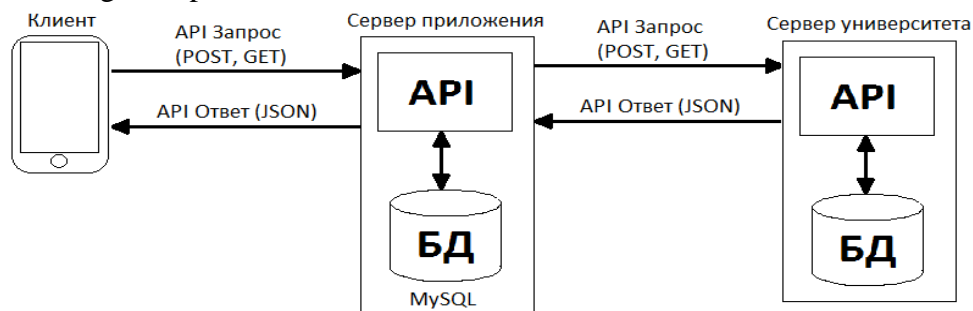 Клиент
API Запрос
(POST, GET)
API Ответ (JSON)
Сервер приложения
API
БД
MySQL
API Запрос
(POST, GET)
API Ответ (JSON)
Сервер университета
API
БД